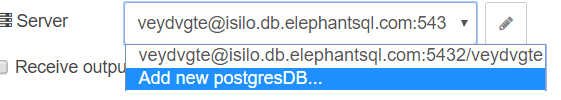 Server veydvgte@isilo.db.elephantsql.com:543
veydvgte@isilo.db.elephantsql.com:5432/veydvgte
Receive outpu
Add new postgresDB...